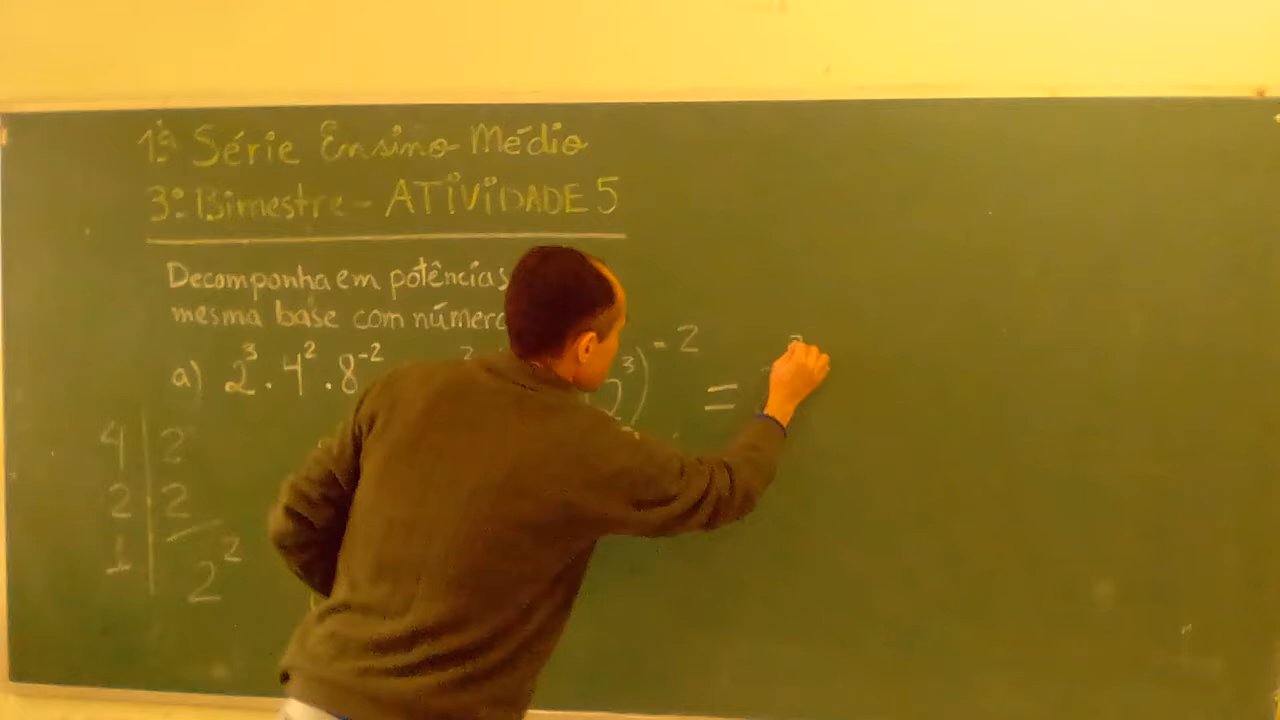 1ª Série Ensino Médio
3º Bimestre - ATIVIDADE 5
Decomponha em potências
mesma base com
a) 2³ . 4² . 8⁻² 2³)⁻² =
4 | 2
2 | 2
1 | 2²